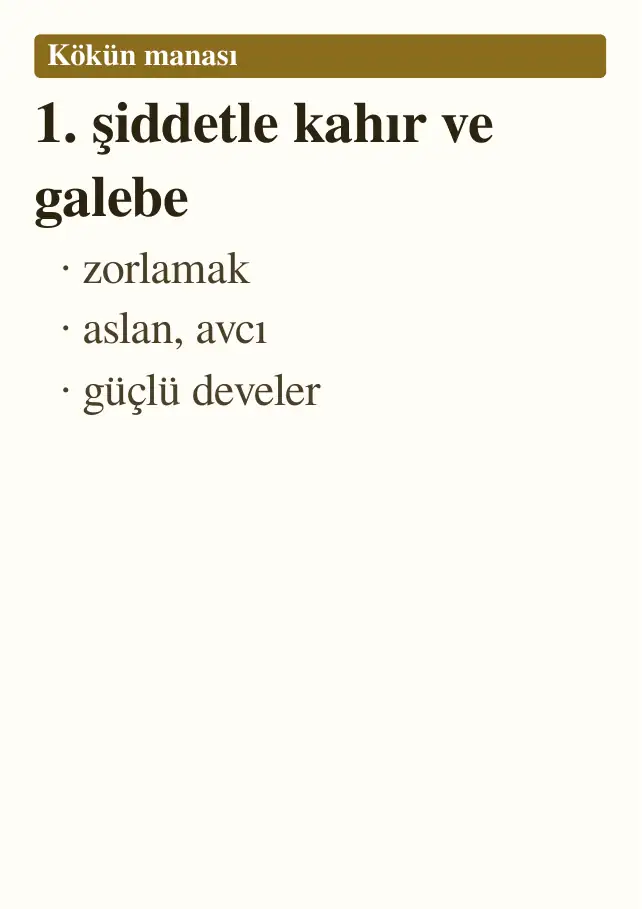 Kökün manası
1. şiddetle kahır ve
galebe
· zorlamak
· aslan, avcı
· güçlü develer